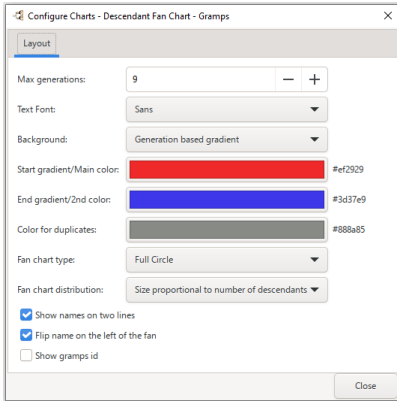 Configure Charts - Descendant Fan Chart - Gramps
Layout
Max generations: 9
Text Font: Sans
Background: Generation based gradient
Start gradient/Main color: #ef2929
End gradient/2nd color: #3d37e9
Color for duplicates: #888a85
Fan chart type: Full Circle
Fan chart distribution: Size proportional to number of descendants
Show names on two lines
Flip name on the left of the fan
Show gramps id
Close